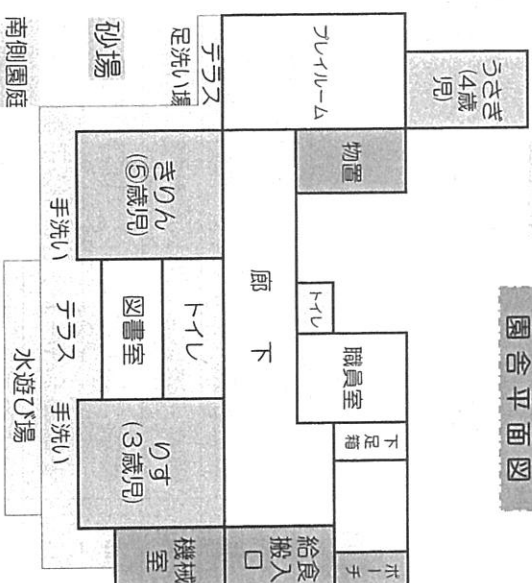 園舎平面図
うさぎ
(4歳
児)
ポー
チ
下
足箱
職員室
物置
トイレ
プレイルーム
給食
搬入
口
廊下
テラス
足洗い場
トイレ
機械
室
きりん
(⑤歳児)
図書室
りす
(3歳児)
砂場
手洗い
テラス
手洗い
水遊び場
南側園庭